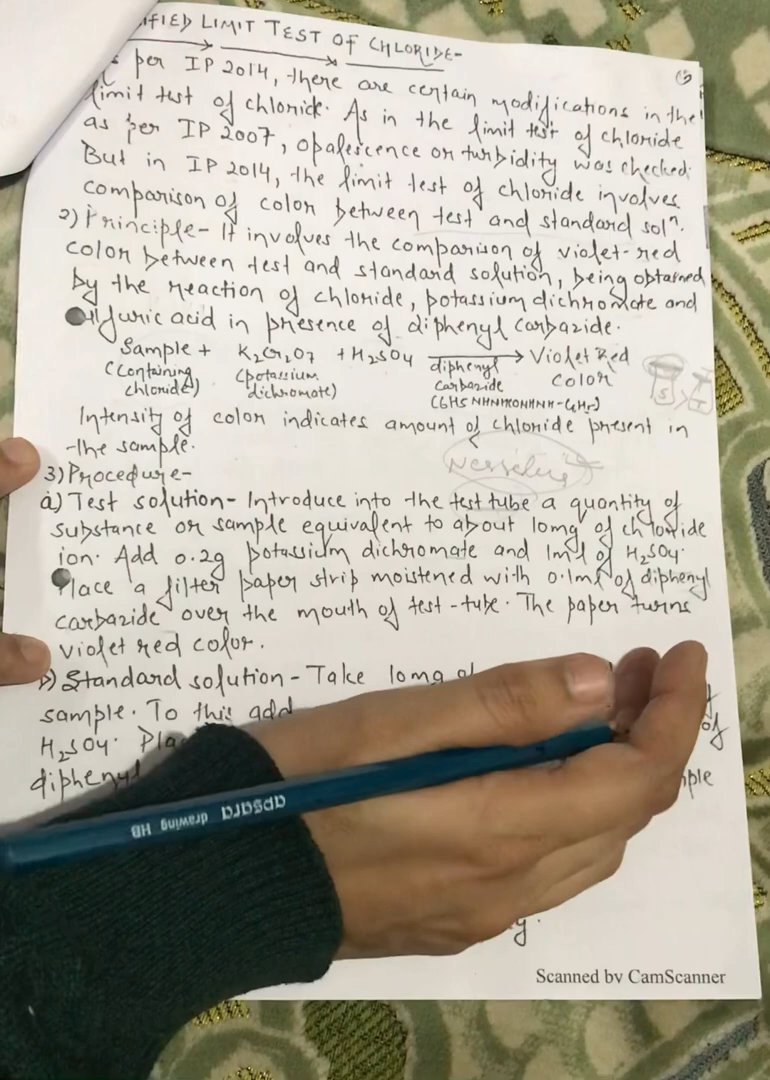 IFIED LIMIT TEST OF CHLORIDE-
(13)
per IP 2014, there are certain modifications in the
limit test of chloride. As in the limit test of chloride
as per IP 2007, opalescence or turbidity was checked.
But in IP 2014, the limit test of chloride involves
comparison of color between test and standard solⁿ.
2) Principle- It involves the comparison of violet-red
color between test and standard solution, being obtained
by the reaction of chloride, potassium dichromate and
lfuric acid in presence of diphenyl carbazide.
Sample + K₂Cr₂O₇ + H₂SO₄ → Violet Red
(Containing (potassium diphenyl color
chloride) dichromate) carbazide
Intensity of color indicates amount of chloride present in
the sample.
3) Procedure-
a) Test solution- Introduce into the test tube a quantity of
substance or sample equivalent to about 10mg of chloride
ion. Add 0.2g potassium dichromate and 1ml of H₂SO₄.
Place a filter paper strip moistened with 0.1ml of diphenyl
carbazide over the mouth of test-tube. The paper turns
violet red color.
b) Standard solution- Take 10mg of
sample. To this add
H₂SO₄. Pla of
diphenyl ple
y.
apsara drawing HB
Scanned by CamScanner